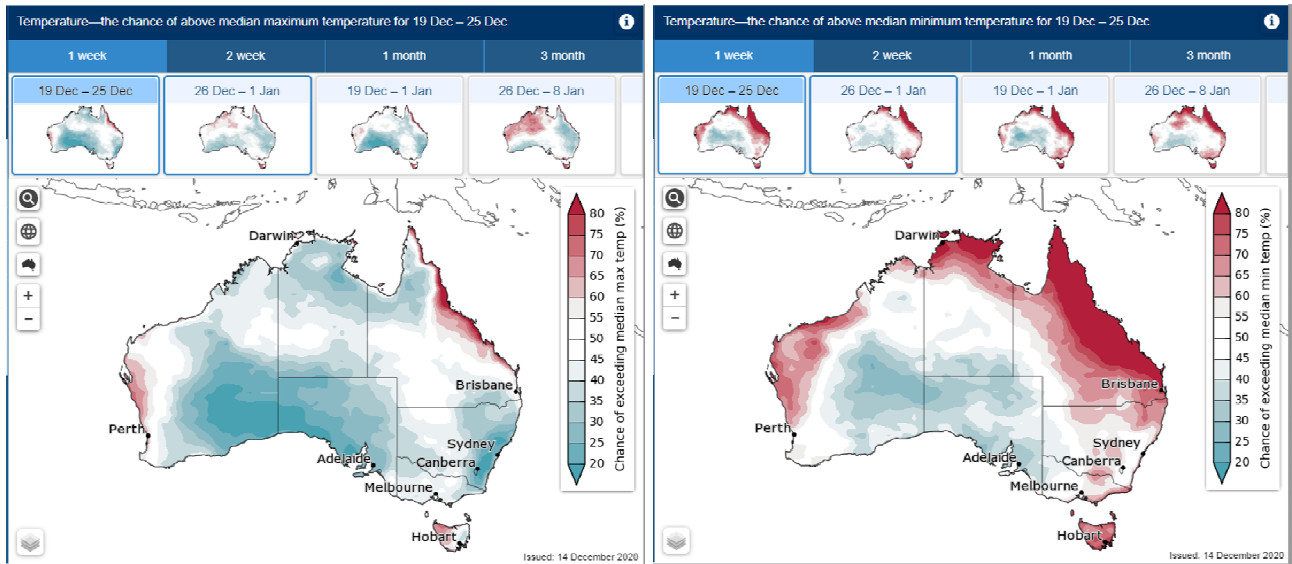 Temperature—the chance of above median maximum temperature for 19 Dec – 25 Dec
i
1 week
2 week
1 month
3 month
19 Dec – 25 Dec
26 Dec – 1 Jan
19 Dec – 1 Jan
26 Dec – 8 Jan
+
−
Darwin
Brisbane
Perth
Sydney
Adelaide
Canberra
Melbourne
Hobart
80
75
70
65
60
55
50
45
40
35
30
25
20
Chance of exceeding median max temp (%)
Issued: 14 December 2020
Temperature—the chance of above median minimum temperature for 19 Dec – 25 Dec
i
1 week
2 week
1 month
3 month
19 Dec – 25 Dec
26 Dec – 1 Jan
19 Dec – 1 Jan
26 Dec – 8 Jan
+
−
Darwin
Brisbane
Perth
Sydney
Adelaide
Canberra
Melbourne
Hobart
80
75
70
65
60
55
50
45
40
35
30
25
20
Chance of exceeding median min temp (%)
Issued: 14 December 2020